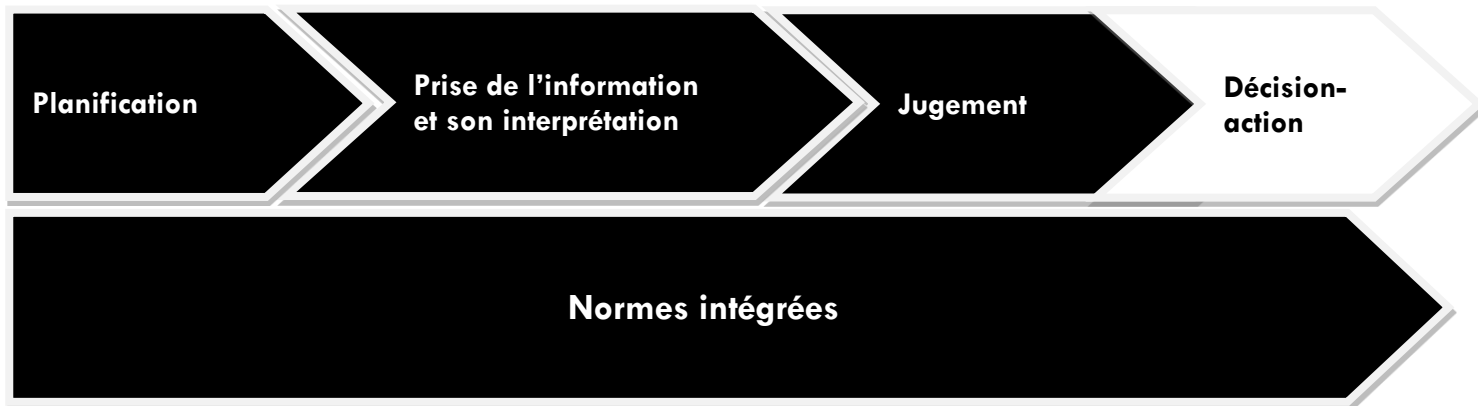 Planification
Prise de l’information
et son interprétation
Jugement
Décision-
action
Normes intégrées